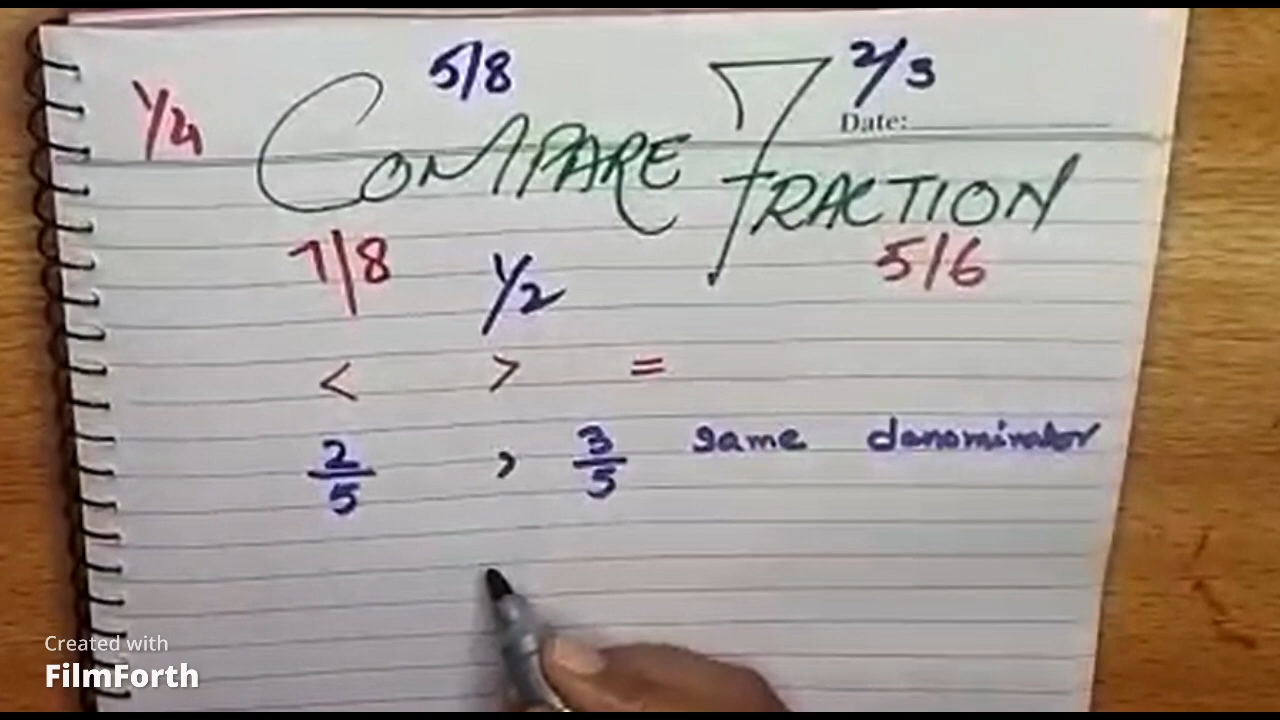 5/8 2/3
1/4
Date:
COMPARE FRACTION
7/8 1/2 5/6
< > =
2/5 > 3/5 same danominator
Created with
FilmForth